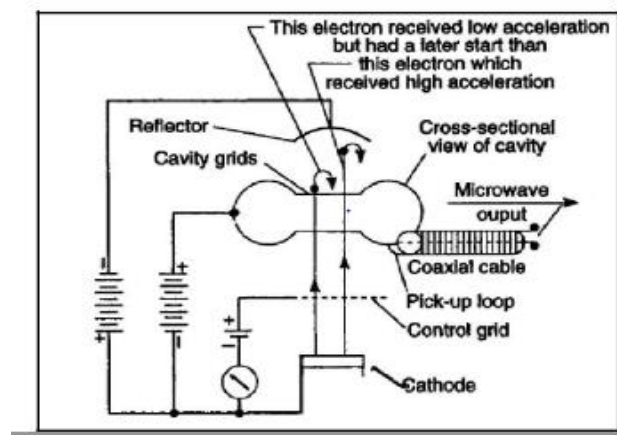 This electron received low acceleration
but had a later start than
this electron which
received high acceleration
Reflector
Cross-sectional
view of cavity
Cavity grids
Microwave
ouput
Coaxial cable
Pick-up loop
Control grid
Cathode
−
+
+
−
+
−